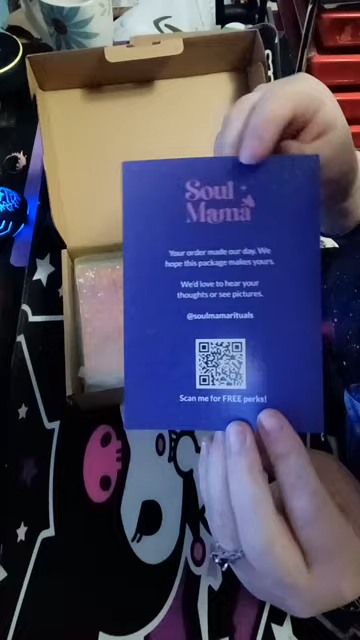 Soul
Mama
Your order made our day. We
hope this package makes yours.
We'd love to hear your
thoughts or see pictures.
@soulmamarituals
Scan me for FREE perks!